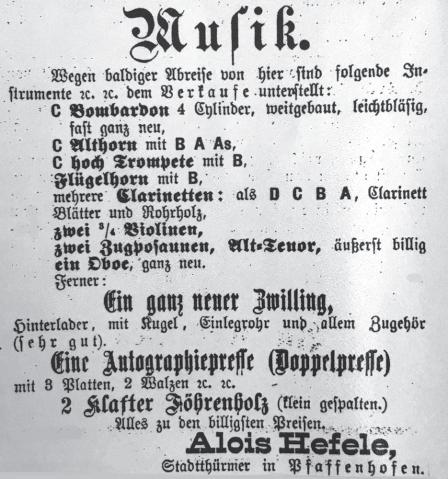 Musik.
Wegen baldiger Abreise von hier sind folgende In-
strumente ꝛc. ꝛc. dem Verkaufe unterstellt:
C Bombardon 4 Cylinder, weitgebaut, leichtbläsig,
fast ganz neu,
C Althorn mit B A As,
C hoch Trompete mit B,
Flügelhorn mit B,
mehrere Clarinetten: als D C B A, Clarinett
Blätter und Rohrholz,
zwei ¾ Violinen,
zwei Zugposaunen, Alt-Tenor, äußerst billig
ein Oboe, ganz neu.
Ferner:
Ein ganz neuer Zwilling,
Hinterlader, mit Kugel, Einlegrohr und allem Zugehör
(sehr gut).
Eine Autographiepresse (Doppelpresse)
mit 3 Platten, 2 Walzen ꝛc. ꝛc.
2 Klafter Föhrenholz (klein gespalten.)
Alles zu den billigsten Preisen.
Alois Hefele,
Stadtthürmer in Pfaffenhofen.